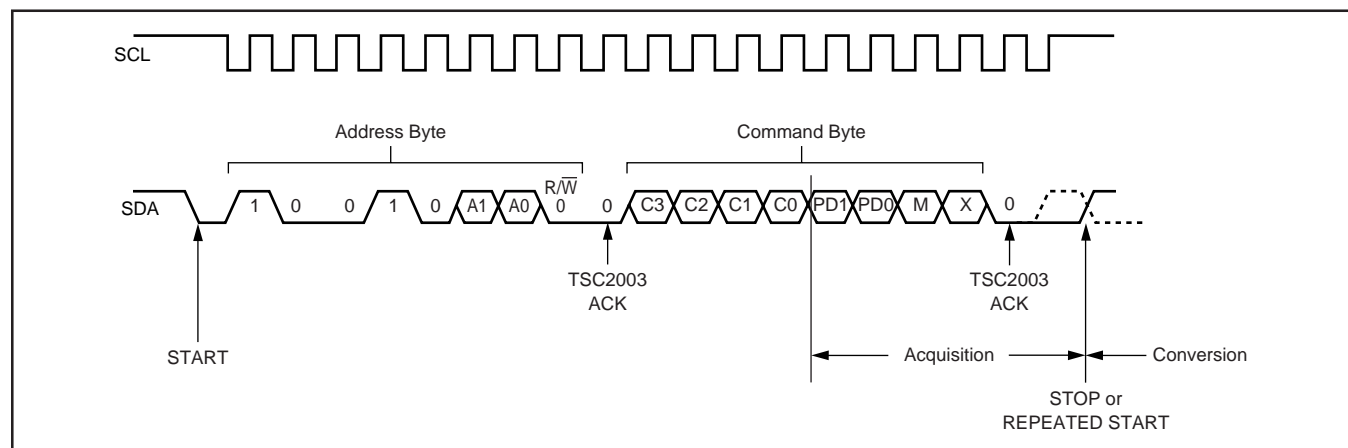 SCL
Address Byte
Command Byte
R/W̅
SDA 1 0 0 1 0 A1 A0 0 0 C3 C2 C1 C0 PD1 PD0 M X 0
TSC2003
ACK
TSC2003
ACK
START
Acquisition
Conversion
STOP or
REPEATED START